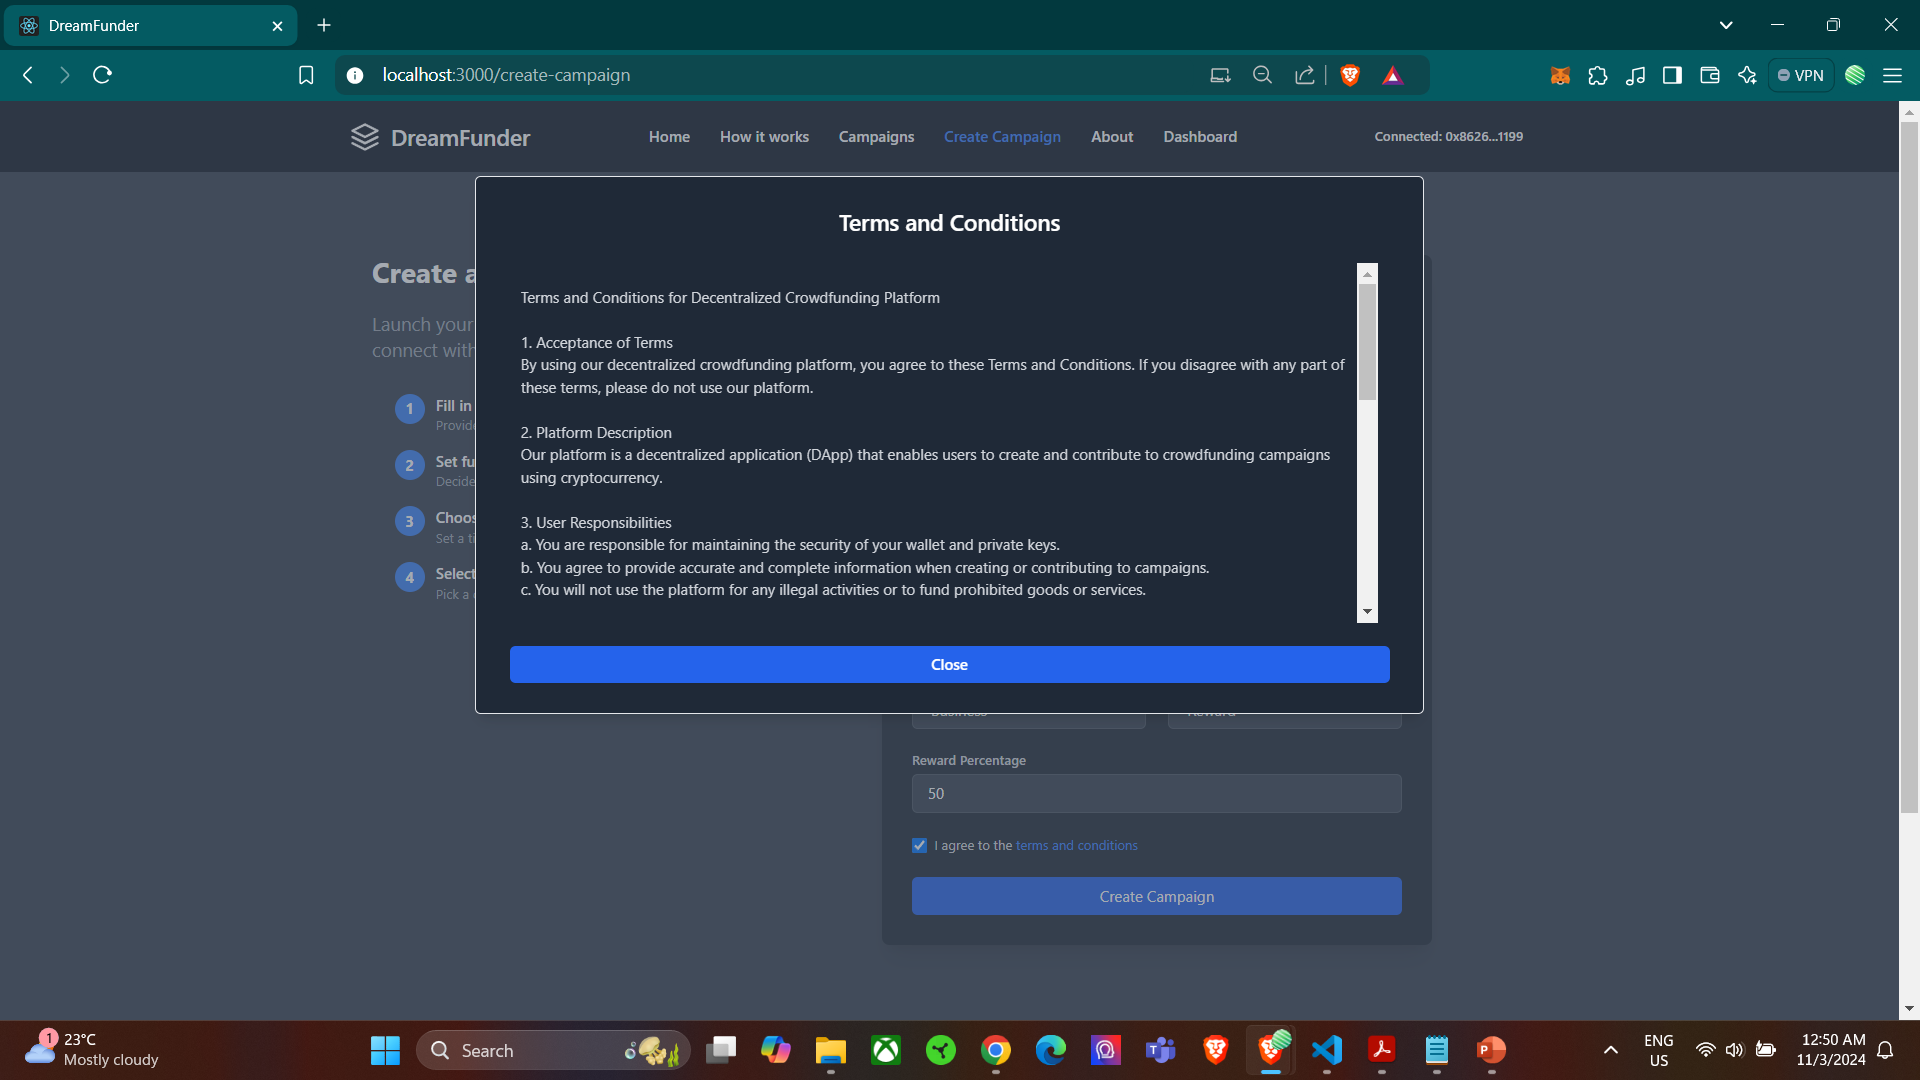 DreamFunder
localhost:3000/create-campaign
VPN
DreamFunder
Home
How it works
Campaigns
Create Campaign
About
Dashboard
Connected: 0x8626...1199
Terms and Conditions
Create a
Launch your
connect with
1
Fill in
Provide
2
Set fu
Decide
3
Choos
Set a ti
4
Select
Pick a
Terms and Conditions for Decentralized Crowdfunding Platform
1. Acceptance of Terms
By using our decentralized crowdfunding platform, you agree to these Terms and Conditions. If you disagree with any part of
these terms, please do not use our platform.
2. Platform Description
Our platform is a decentralized application (DApp) that enables users to create and contribute to crowdfunding campaigns
using cryptocurrency.
3. User Responsibilities
a. You are responsible for maintaining the security of your wallet and private keys.
b. You agree to provide accurate and complete information when creating or contributing to campaigns.
c. You will not use the platform for any illegal activities or to fund prohibited goods or services.
Close
Business
Reward
Reward Percentage
50
I agree to the terms and conditions
Create Campaign
1
23°C
Mostly cloudy
Search
ENG
US
12:50 AM
11/3/2024